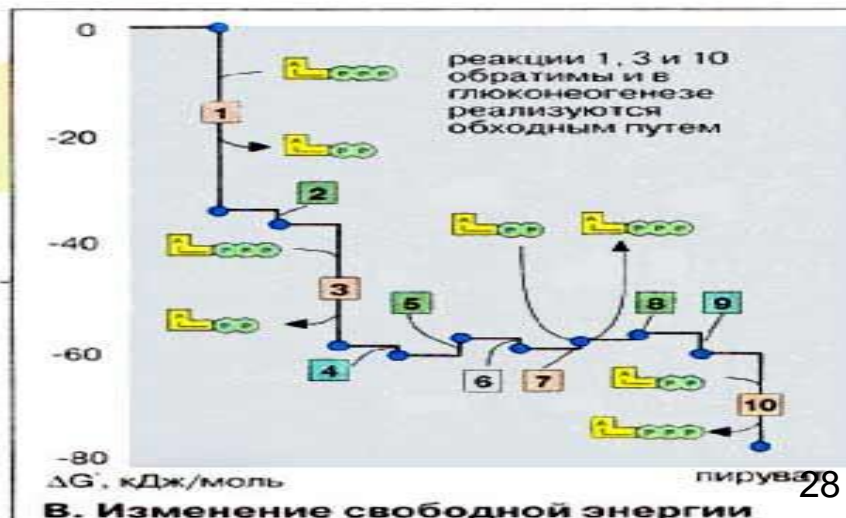 0
реакции 1, 3 и 10
обратимы и в
глюконеогенезе
реализуются
обходным путем
A P P P
1
-20
A P P
2
-40
A P P P
A P P
A P P P
3
5
8
9
A P P
-60
4
6
7
A P P
10
A P P P
-80
ΔG', кДж/моль
пируват
28
В. Изменение свободной энергии